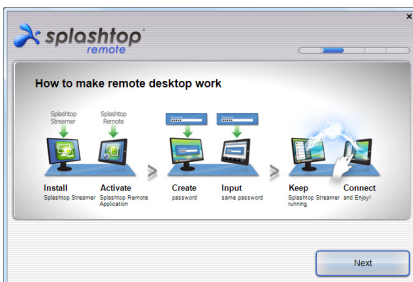 splashtop
remote
How to make remote desktop work
Splashtop Streamer
Splashtop Remote
Install
Splashtop Streamer
Activate
Splashtop Remote Application
Create
password
Input
same password
Keep
Splashtop Streamer running
Connect
and Enjoy!
Next